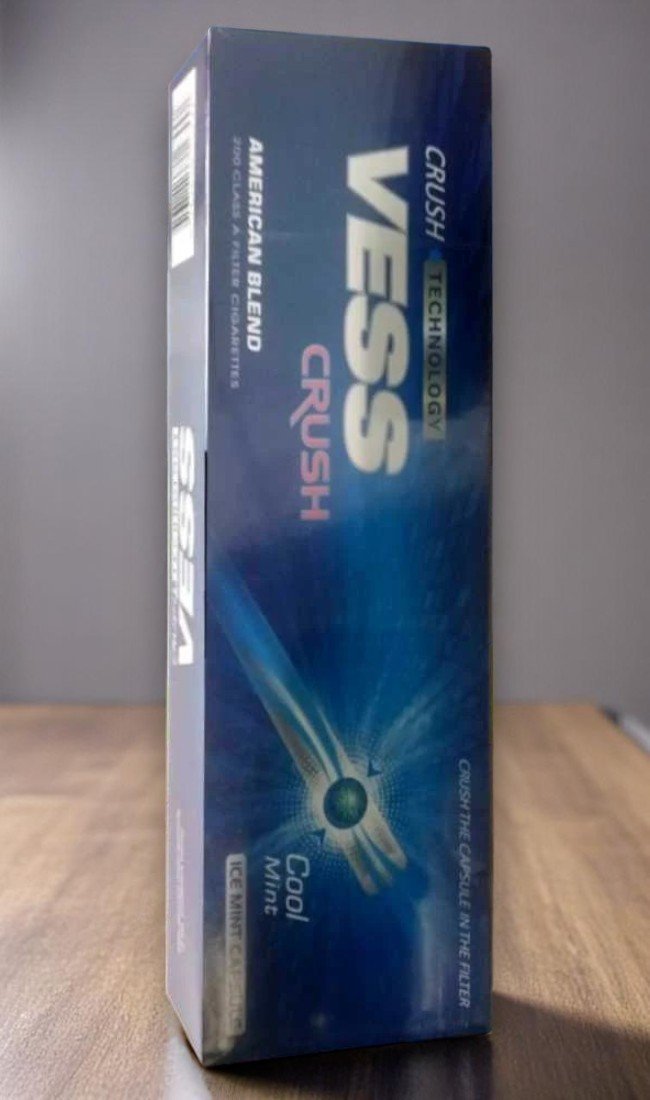 CRUSH TECHNOLOGY
VESS
CRUSH
AMERICAN BLEND
200 CLASS A FILTER CIGARETTES
CRUSH THE CAPSULE IN THE FILTER
Cool
Mint
ICE MINT CAPSULE
VESS